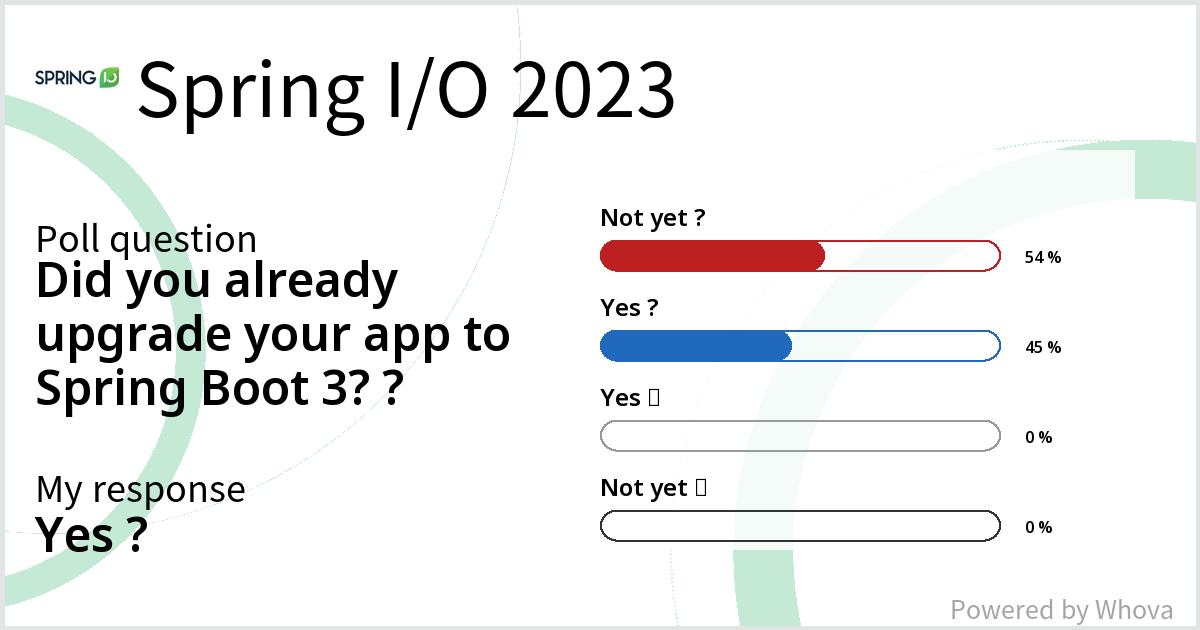 SPRING IO
Spring I/O 2023
Poll question
Did you already
upgrade your app to
Spring Boot 3? ?
My response
Yes ?
Not yet ?
54 %
Yes ?
45 %
Yes ▯
0 %
Not yet ▯
0 %
Powered by Whova